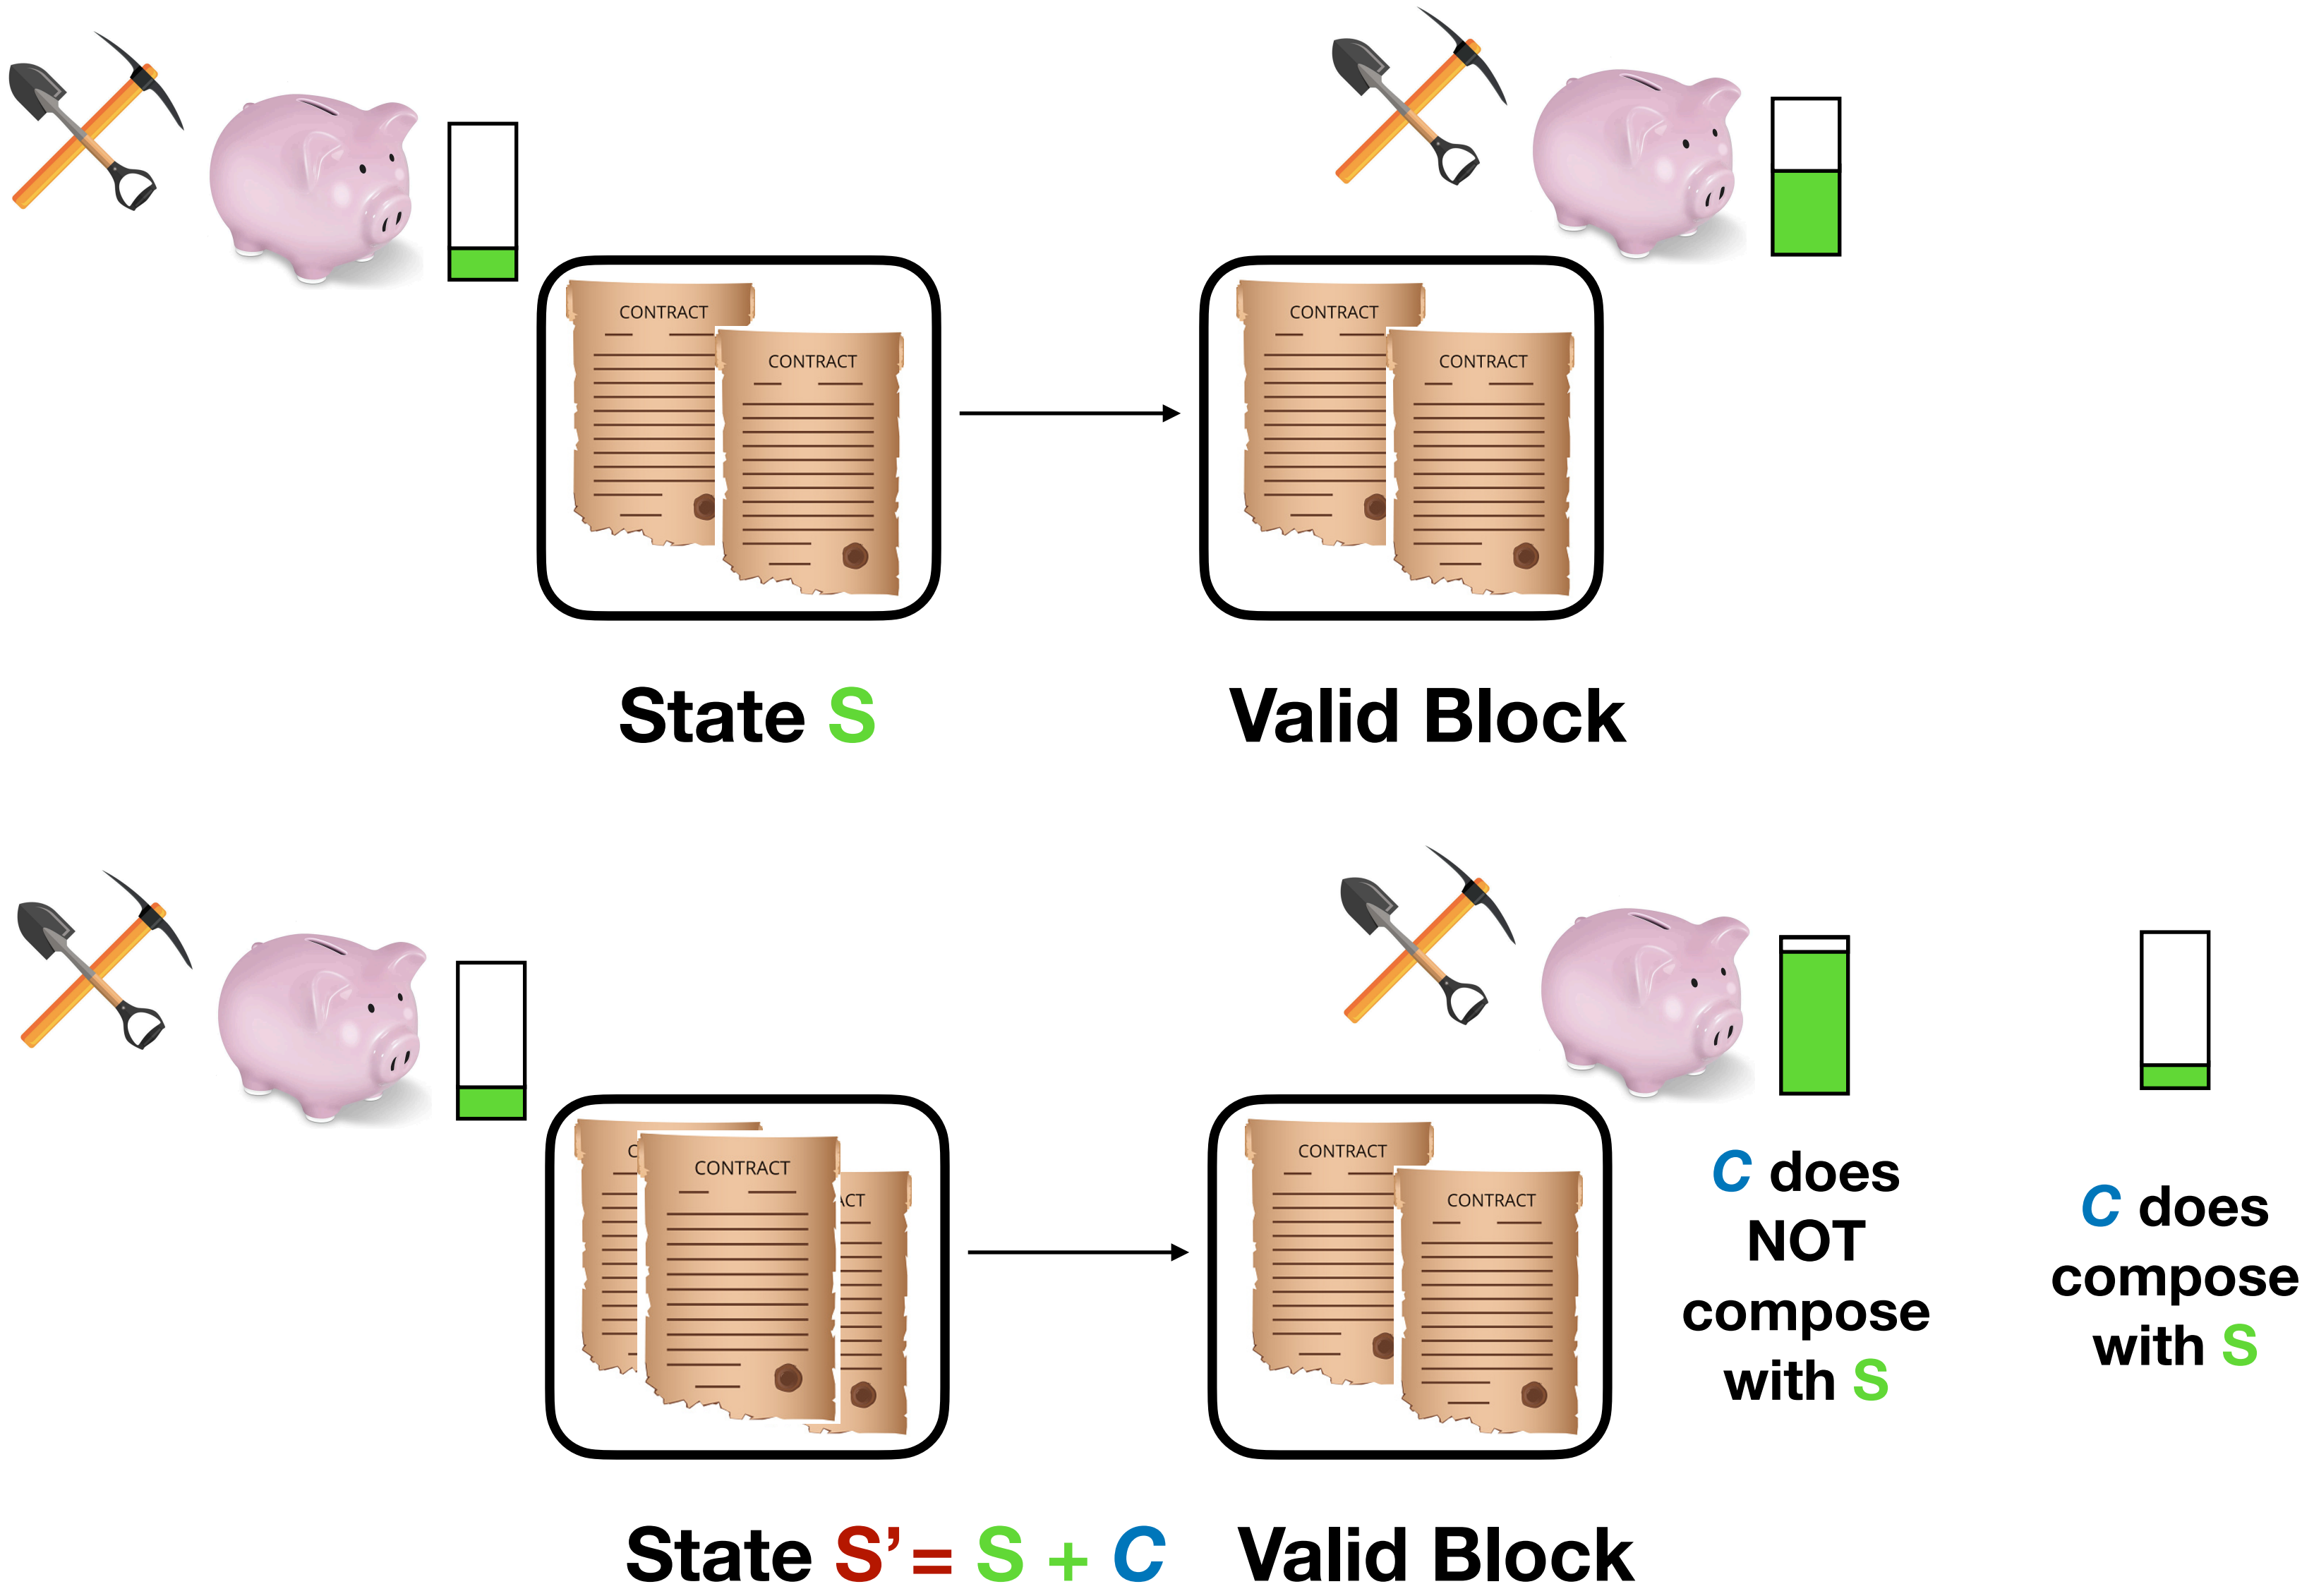 CONTRACT
CONTRACT
CONTRACT
CONTRACT
State S
Valid Block
C
CONTRACT
ACT
CONTRACT
CONTRACT
C does
NOT
compose
with S
C does
compose
with S
State S’= S + C
Valid Block